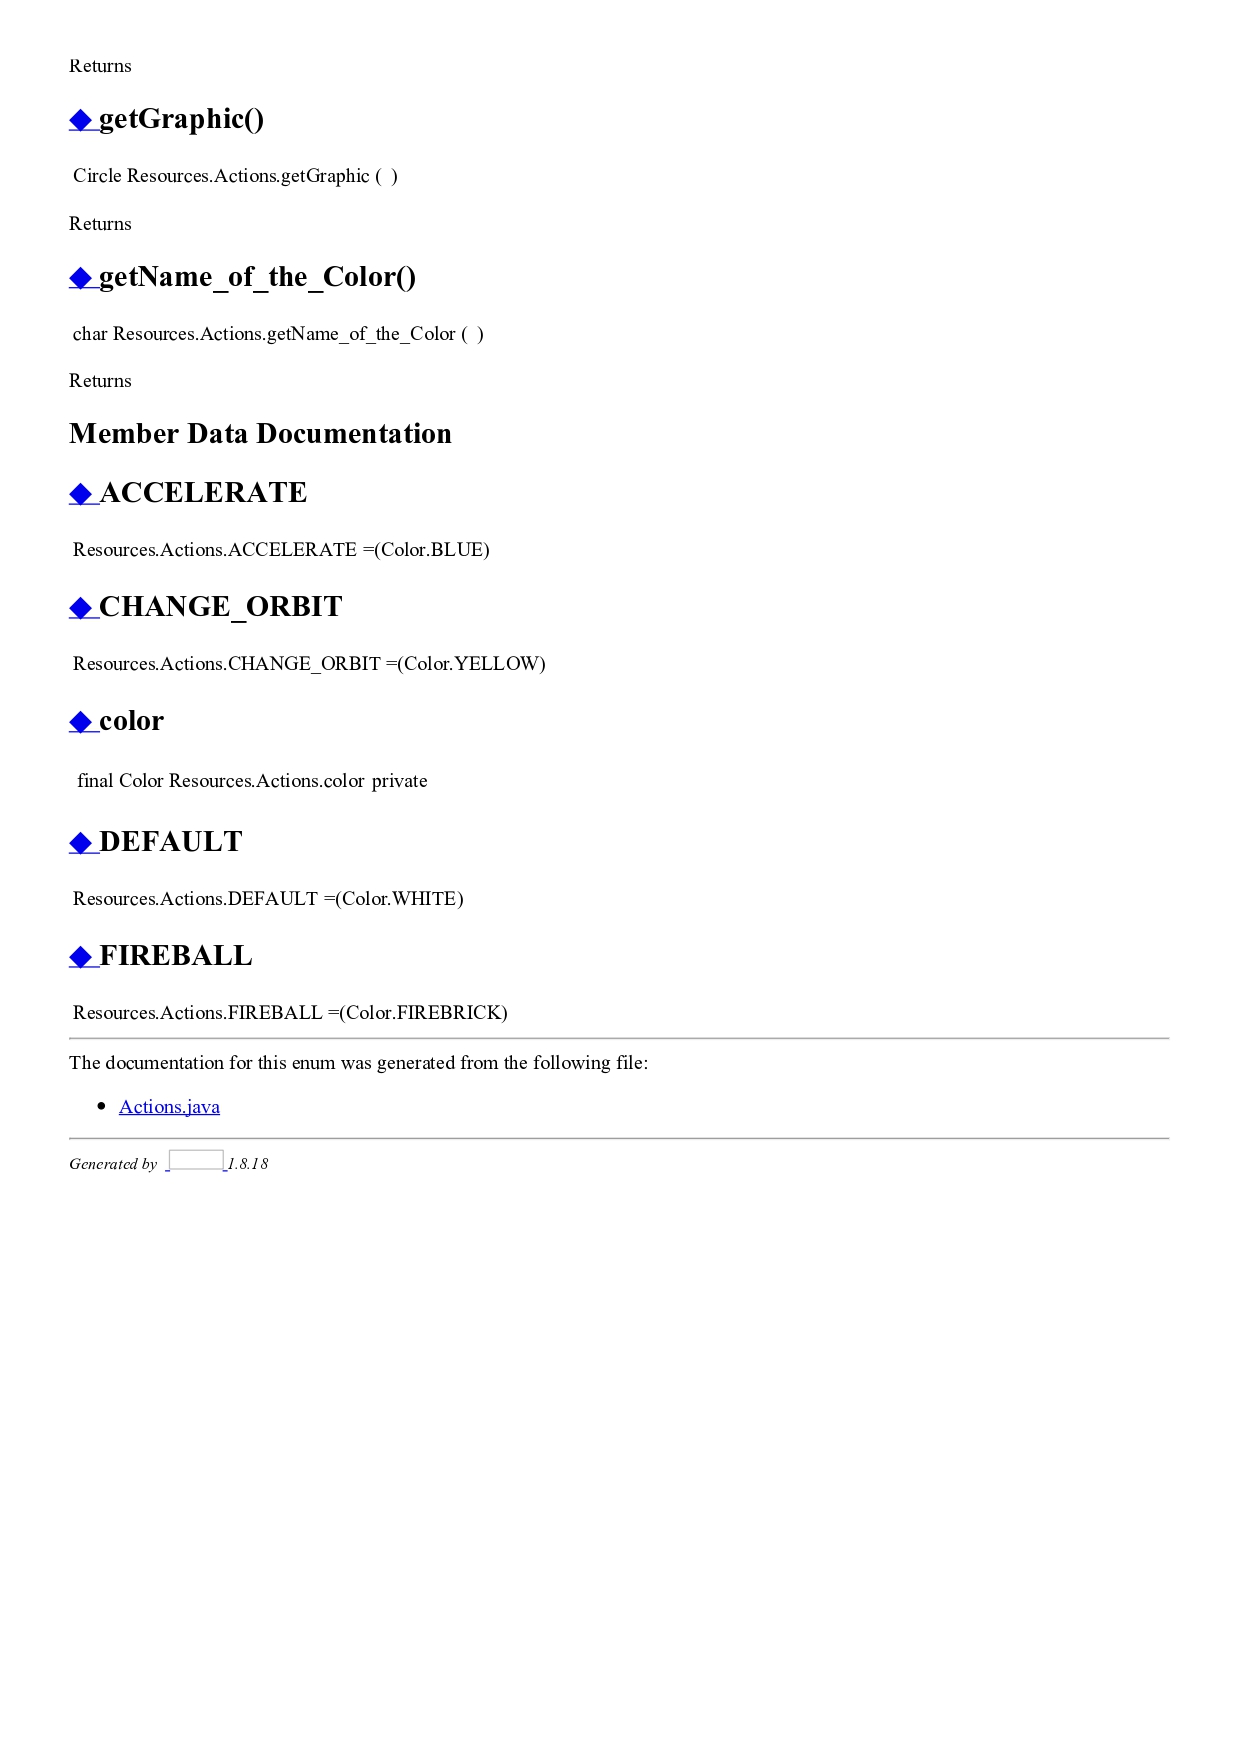 Returns
◆ getGraphic()
Circle Resources.Actions.getGraphic ( )
Returns
◆ getName_of_the_Color()
char Resources.Actions.getName_of_the_Color ( )
Returns
Member Data Documentation
◆ ACCELERATE
Resources.Actions.ACCELERATE =(Color.BLUE)
◆ CHANGE_ORBIT
Resources.Actions.CHANGE_ORBIT =(Color.YELLOW)
◆ color
final Color Resources.Actions.color private
◆ DEFAULT
Resources.Actions.DEFAULT =(Color.WHITE)
◆ FIREBALL
Resources.Actions.FIREBALL =(Color.FIREBRICK)
The documentation for this enum was generated from the following file:
• Actions.java
Generated by 1.8.18